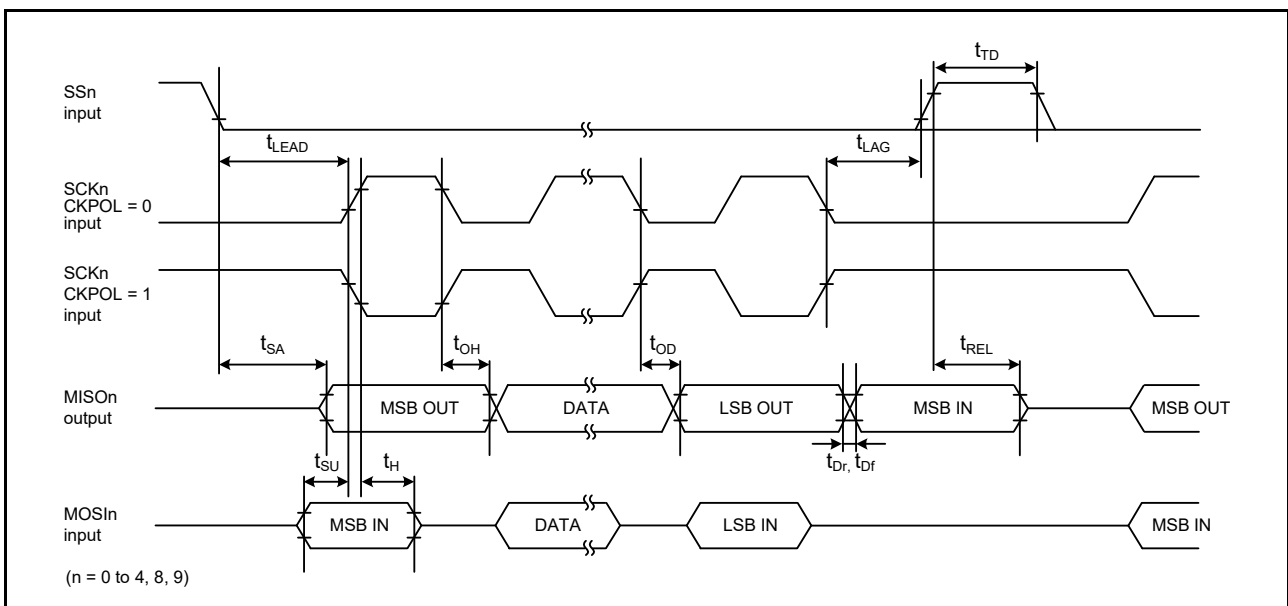 SSn
input
tTD
tLEAD
tLAG
SCKn
CKPOL = 0
input
SCKn
CKPOL = 1
input
tSA
tOH
tOD
tREL
MISOn
output
MSB OUT
DATA
LSB OUT
MSB IN
MSB OUT
tSU
tH
tDr, tDf
MOSIn
input
MSB IN
DATA
LSB IN
MSB IN
(n = 0 to 4, 8, 9)